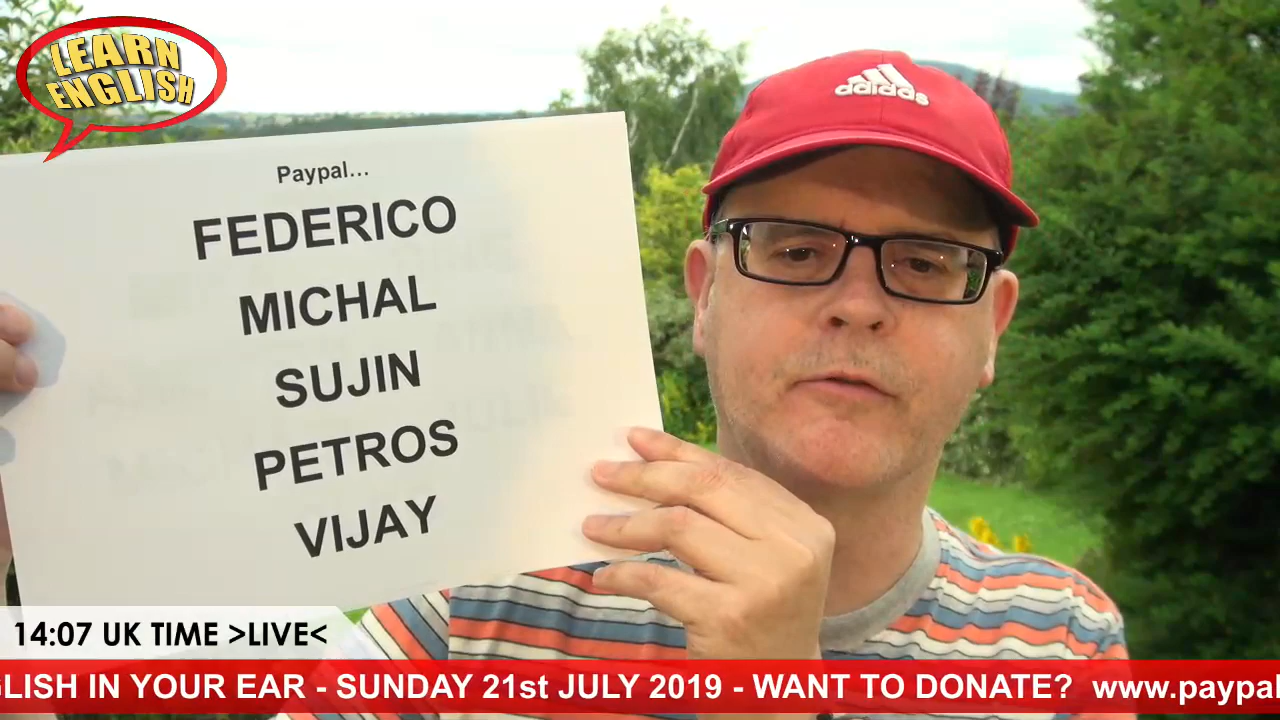 LEARN
ENGLISH
adidas
Paypal...
FEDERICO
MICHAL
SUJIN
PETROS
VIJAY
14:07 UK TIME >LIVE<
GLISH IN YOUR EAR - SUNDAY 21st JULY 2019 - WANT TO DONATE? www.paypal